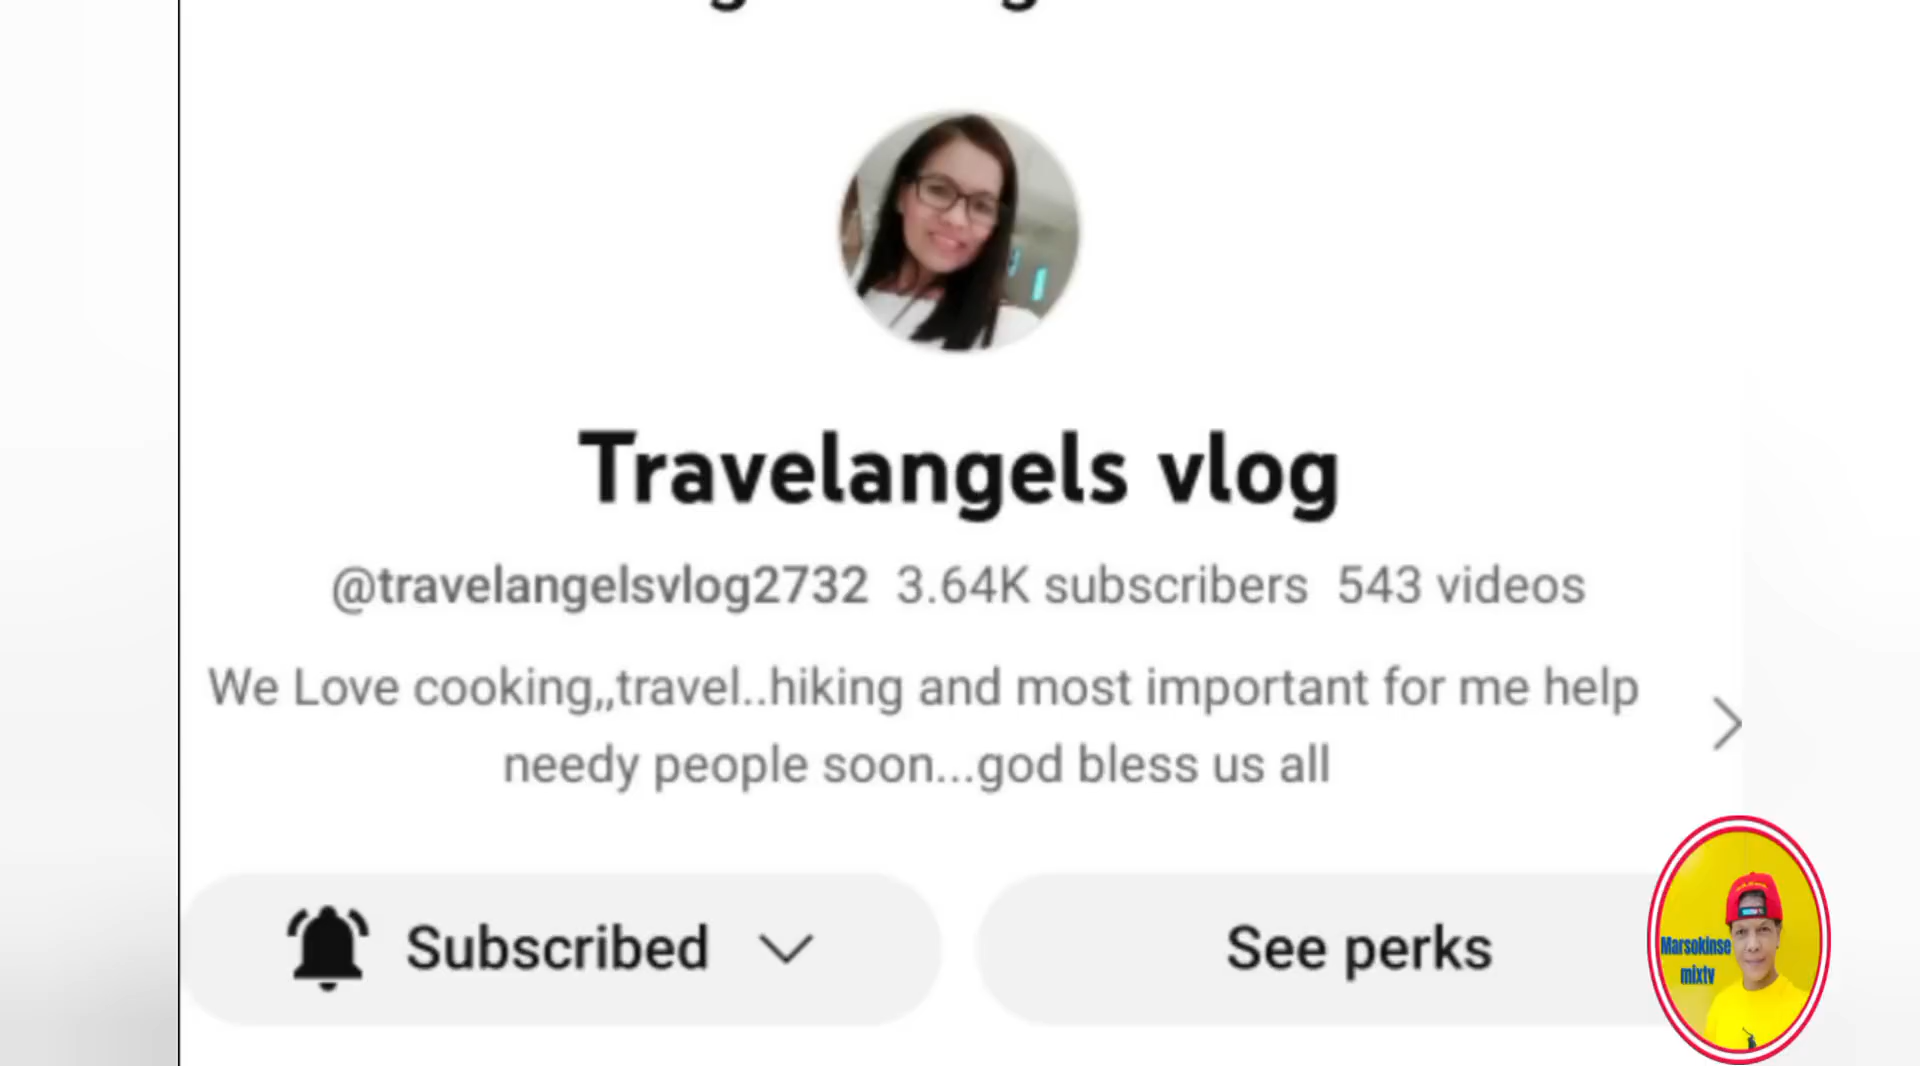 Travelangels vlog
@travelangelsvlog2732 3.64K subscribers 543 videos
We Love cooking,,travel..hiking and most important for me help
needy people soon...god bless us all
Subscribed
See perks
Marsokinse
mixtv